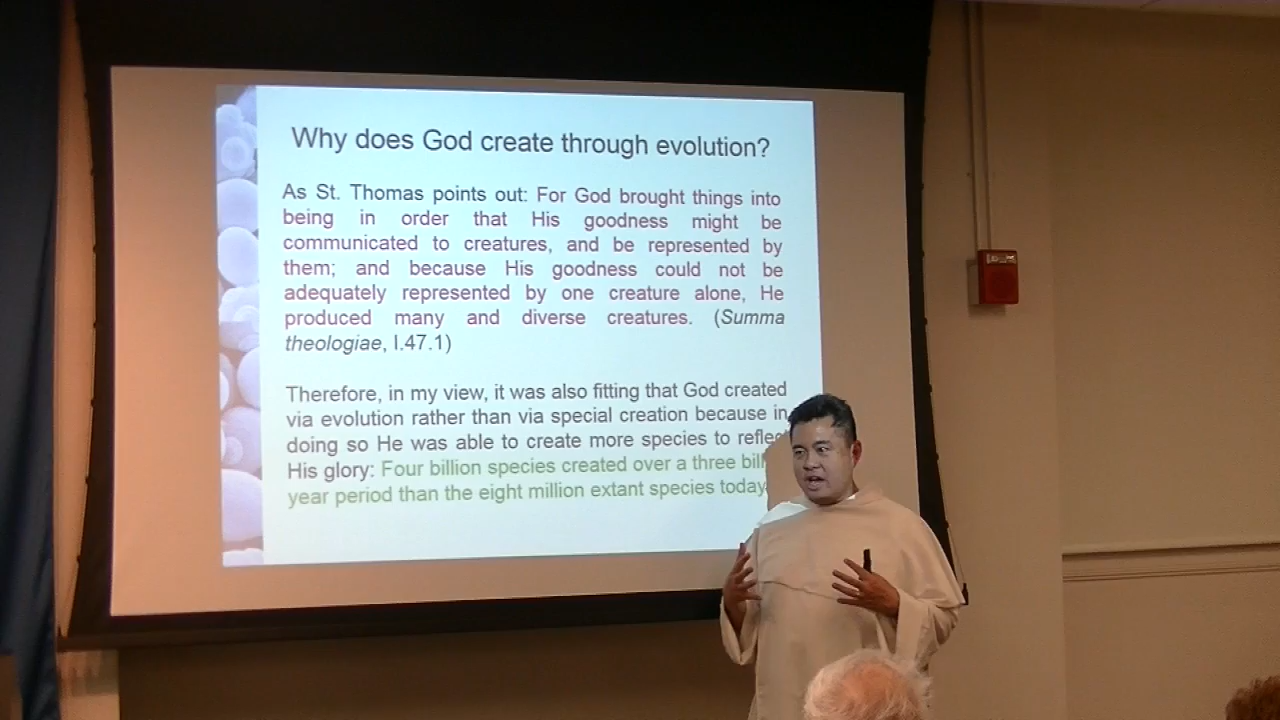 Why does God create through evolution?
As St. Thomas points out: For God brought things into
being in order that His goodness might be
communicated to creatures, and be represented by
them; and because His goodness could not be
adequately represented by one creature alone, He
produced many and diverse creatures. (Summa
theologiae, I.47.1)
Therefore, in my view, it was also fitting that God created
via evolution rather than via special creation because in
doing so He was able to create more species to
His glory: Four billion species created over a three
year period than the eight million extant species today